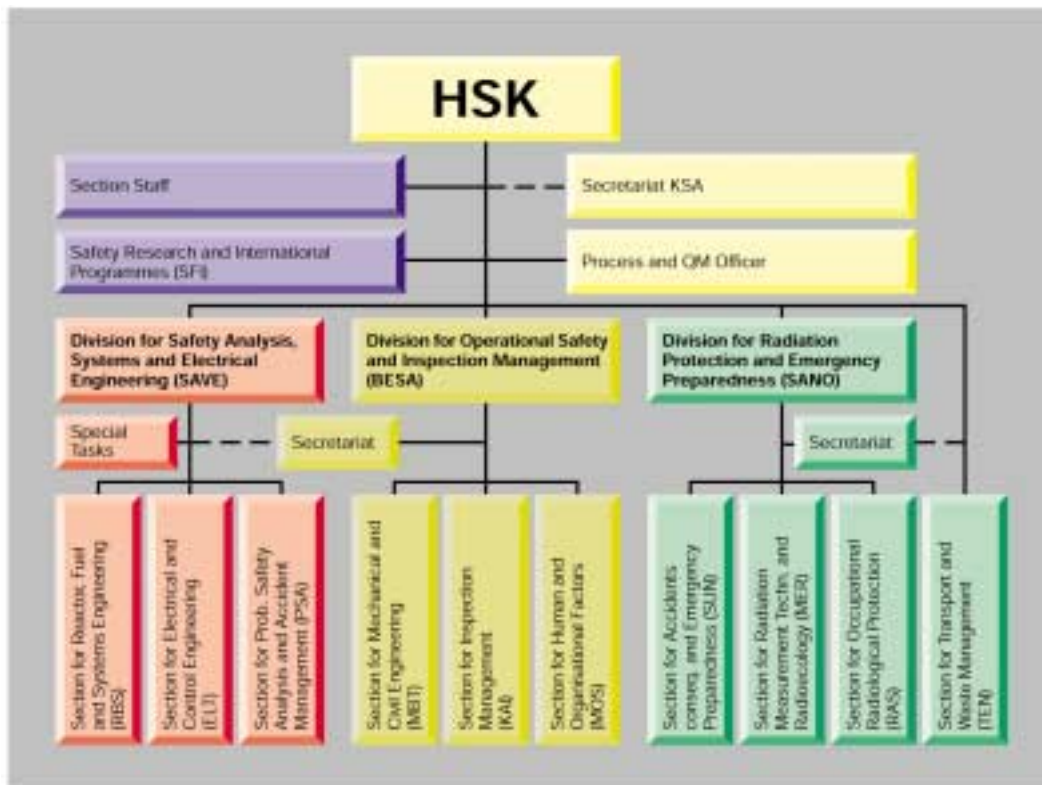 HSK
Section Staff
Secretariat KSA
Safety Research and International
Programmes (SFI)
Process and QM Officer
Division for Safety Analysis,
Systems and Electrical
Engineering (SAVE)
Division for Operational Safety
and Inspection Management
(BESA)
Division for Radiation
Protection and Emergency
Preparedness (SANO)
Special
Tasks
Secretariat
Secretariat
Section for Reactor, Fuel
and Systems Engineering
(RBS)
Section for Electrical and
Control Engineering
(ELT)
Section for Prob. Safety
Analysis and Accident
Management (PSA)
Section for Mechanical and
Civil Engineering (MBT)
Section for Inspection
Management
(KAI)
Section for Human and
Organisational Factors
(MOS)
Section for Accidents
conseq. and Emergency
Preparedness (SUN)
Section for Radiation
Measurement Techn. and
Radioecology (MER)
Section for Occupational
Radiological Protection
(RAS)
Section for Transport and
Waste Management
(TEN)